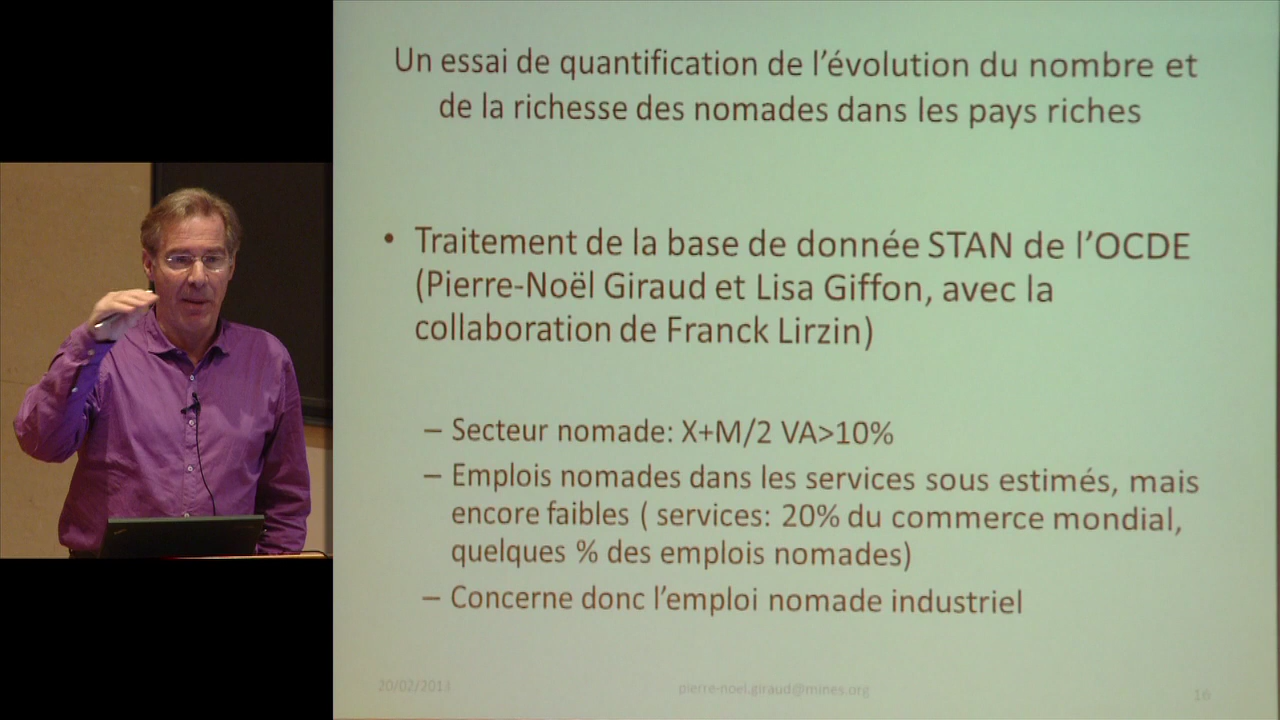 Un essai de quantification de l'évolution du nombre et
de la richesse des nomades dans les pays riches
• Traitement de la base de donnée STAN de l'OCDE
(Pierre-Noël Giraud et Lisa Giffon, avec la
collaboration de Franck Lirzin)
– Secteur nomade: X+M/2 VA>10%
– Emplois nomades dans les services sous estimés, mais
encore faibles ( services: 20% du commerce mondial,
quelques % des emplois nomades)
– Concerne donc l'emploi nomade industriel
20/02/2013
pierre-noel.giraud@mines.org
16